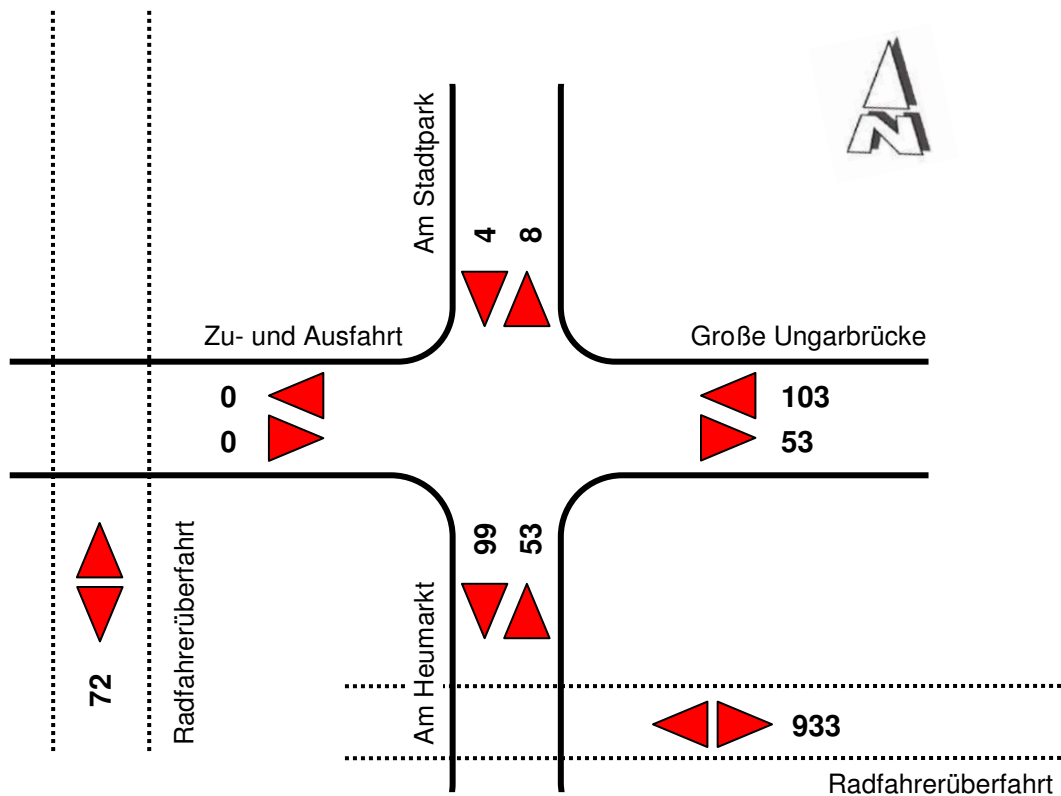 N
Am Stadtpark
4
8
Zu- und Ausfahrt
Große Ungarbrücke
0
103
0
53
99
53
Am Heumarkt
72
Radfahrerüberfahrt
933
Radfahrerüberfahrt